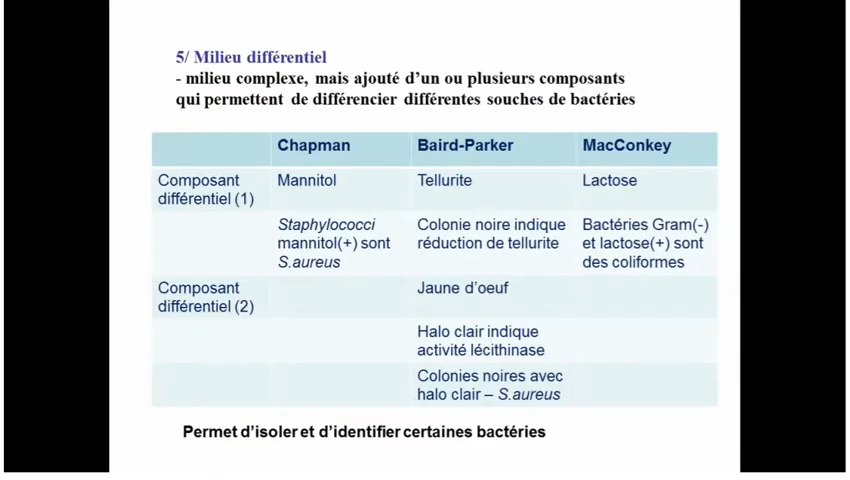 5/ Milieu différentiel
- milieu complexe, mais ajouté d’un ou plusieurs composants
qui permettent de différencier différentes souches de bactéries
Chapman Baird-Parker MacConkey
Composant
différentiel (1)
Mannitol
Tellurite
Lactose
Staphylococci
mannitol(+) sont
S.aureus
Colonie noire indique
réduction de tellurite
Bactéries Gram(-)
et lactose(+) sont
des coliformes
Composant
différentiel (2)
Jaune d’oeuf
Halo clair indique
activité lécithinase
Colonies noires avec
halo clair – S.aureus
Permet d’isoler et d’identifier certaines bactéries